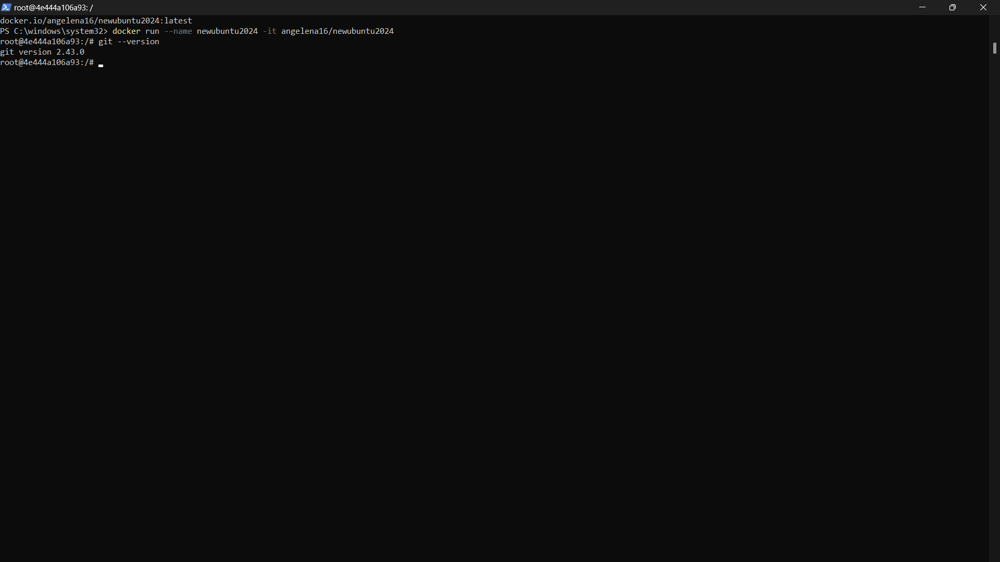 root@4e444a106a93: /
docker.io/angelena16/newubuntu2024:latest
PS C:\windows\system32> docker run --name newubuntu2024 -it angelena16/newubuntu2024
root@4e444a106a93:/# git --version
git version 2.43.0
root@4e444a106a93:/#